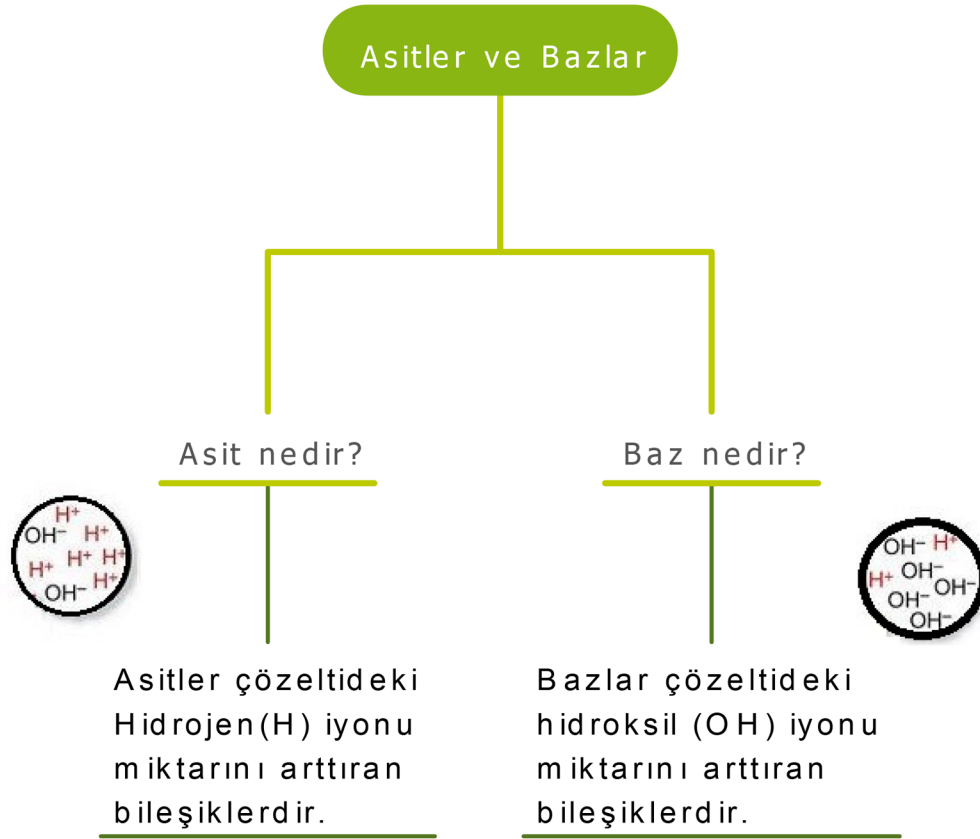 Asitler ve Bazlar
Asit nedir?
Baz nedir?
H⁺
OH⁻ H⁺
H⁺ H⁺ H⁺
OH⁻ H⁺
OH⁻ H⁺
H⁺ OH⁻
OH⁻
OH⁻
OH⁻
Asitler çözeltideki
Hidrojen(H) iyonu
miktarını arttıran
bileşiklerdir.
Bazlar çözeltideki
hidroksil (OH) iyonu
miktarını arttıran
bileşiklerdir.